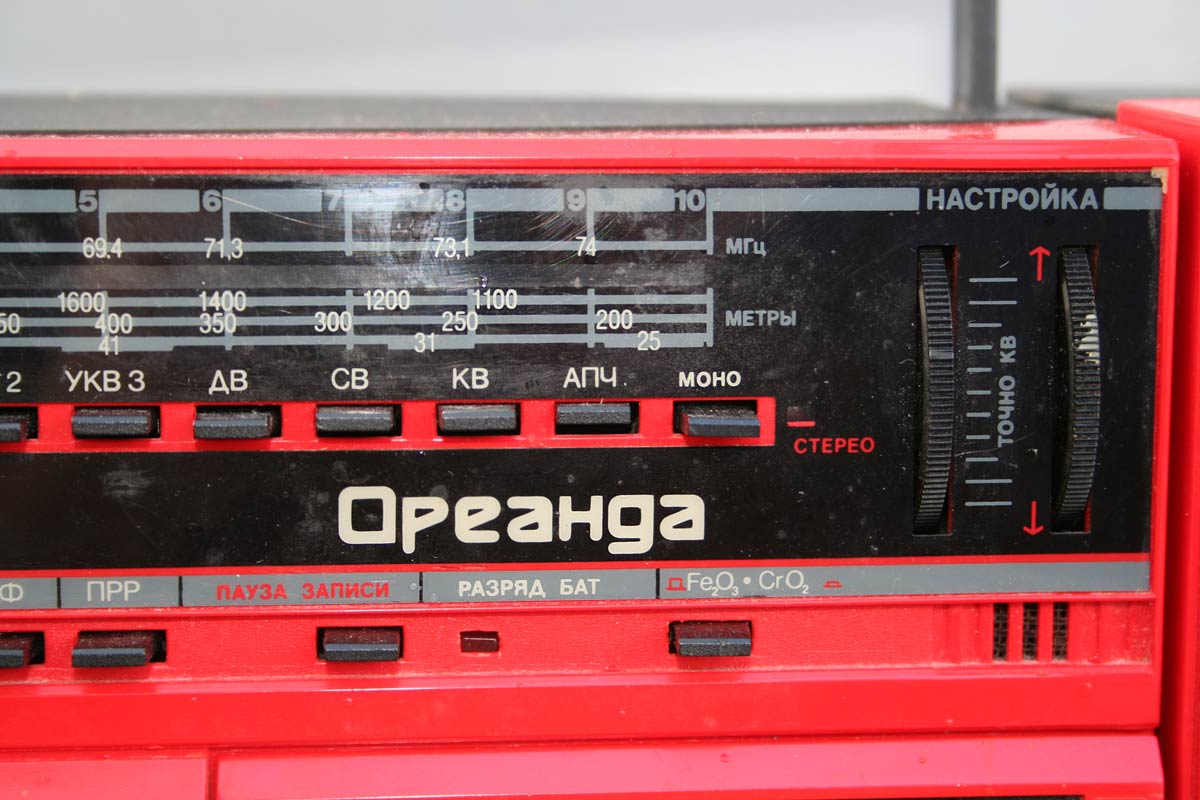 5 6 7 8 9 10 НАСТРОЙКА
69.4 71,3 73,1 74 МГц
1600 1400 1200 1100
50 400 350 300 250 200 МЕТРЫ
41 31 25
2 УКВ 3 ДВ СВ КВ АПЧ МОНО
ТОЧНО КВ
СТЕРЕО
Ореанда
Ф ПРР ПАУЗА ЗАПИСИ РАЗРЯД БАТ Fe₂O₃ • CrO₂